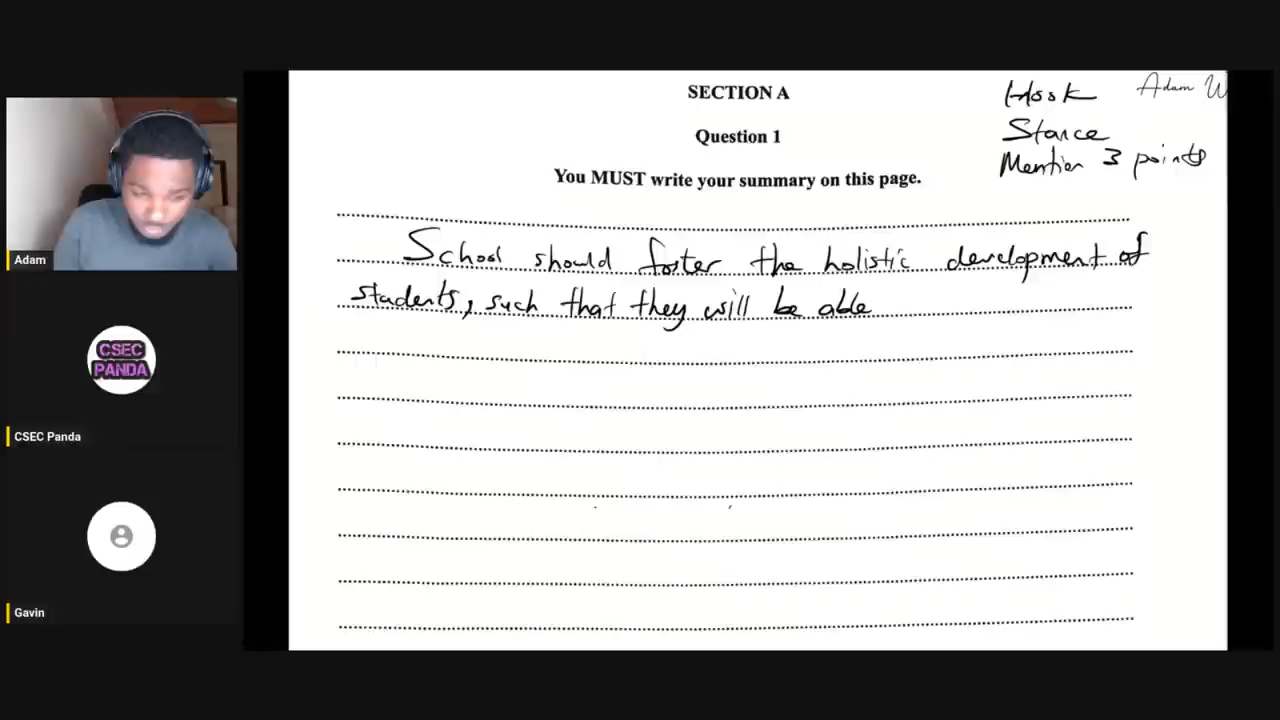 SECTION A
Hook
Adam W
Question 1
Stance
Mention 3 points
You MUST write your summary on this page.
School should foster the holistic development of
students, such that they will be able
Adam
CSEC
PANDA
CSEC Panda
Gavin